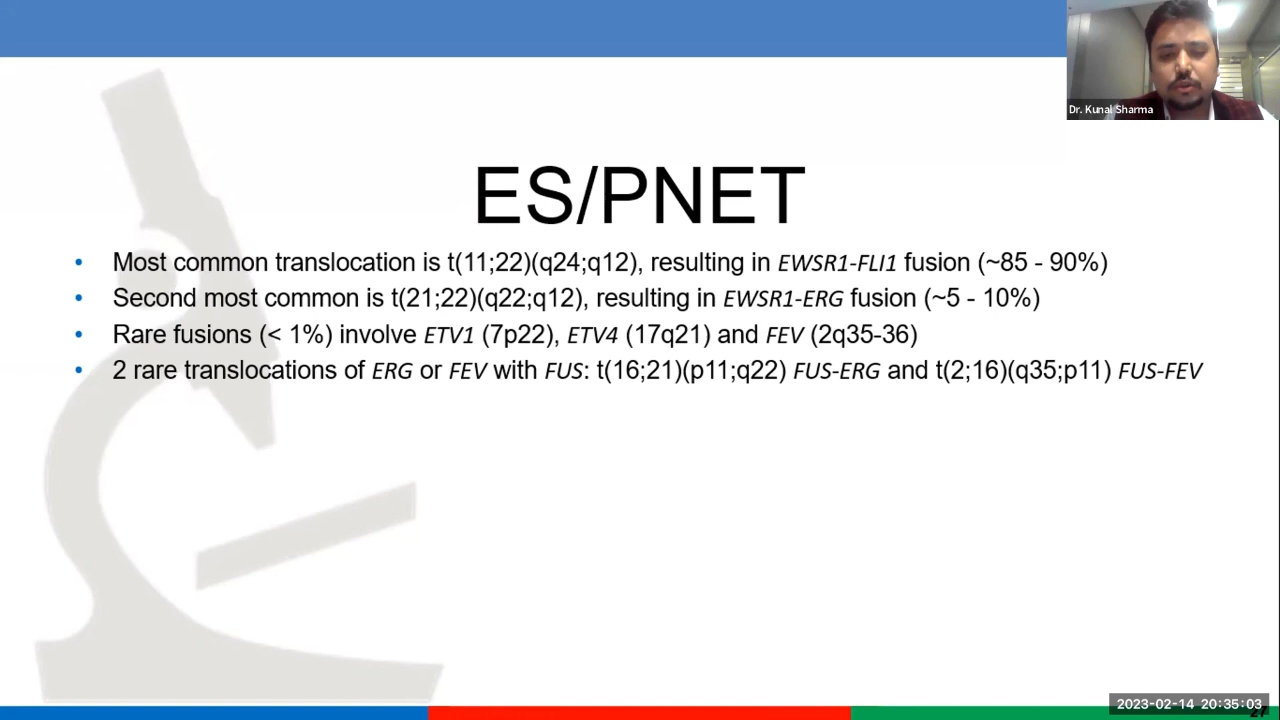 Dr. Kunal Sharma
ES/PNET
• Most common translocation is t(11;22)(q24;q12), resulting in EWSR1-FLI1 fusion (~85 - 90%)
• Second most common is t(21;22)(q22;q12), resulting in EWSR1-ERG fusion (~5 - 10%)
• Rare fusions (< 1%) involve ETV1 (7p22), ETV4 (17q21) and FEV (2q35-36)
• 2 rare translocations of ERG or FEV with FUS: t(16;21)(p11;q22) FUS-ERG and t(2;16)(q35;p11) FUS-FEV
2023-02-14 20:35:03